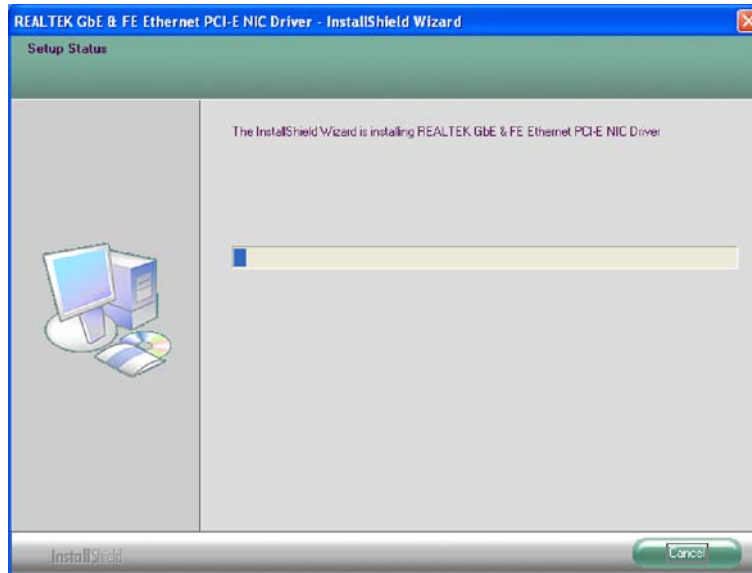 REALTEK GbE & FE Ethernet PCI-E NIC Driver - InstallShield Wizard
Setup Status
The InstallShield Wizard is installing REALTEK GbE & FE Ethernet PCI-E NIC Driver
InstallShield
Cancel